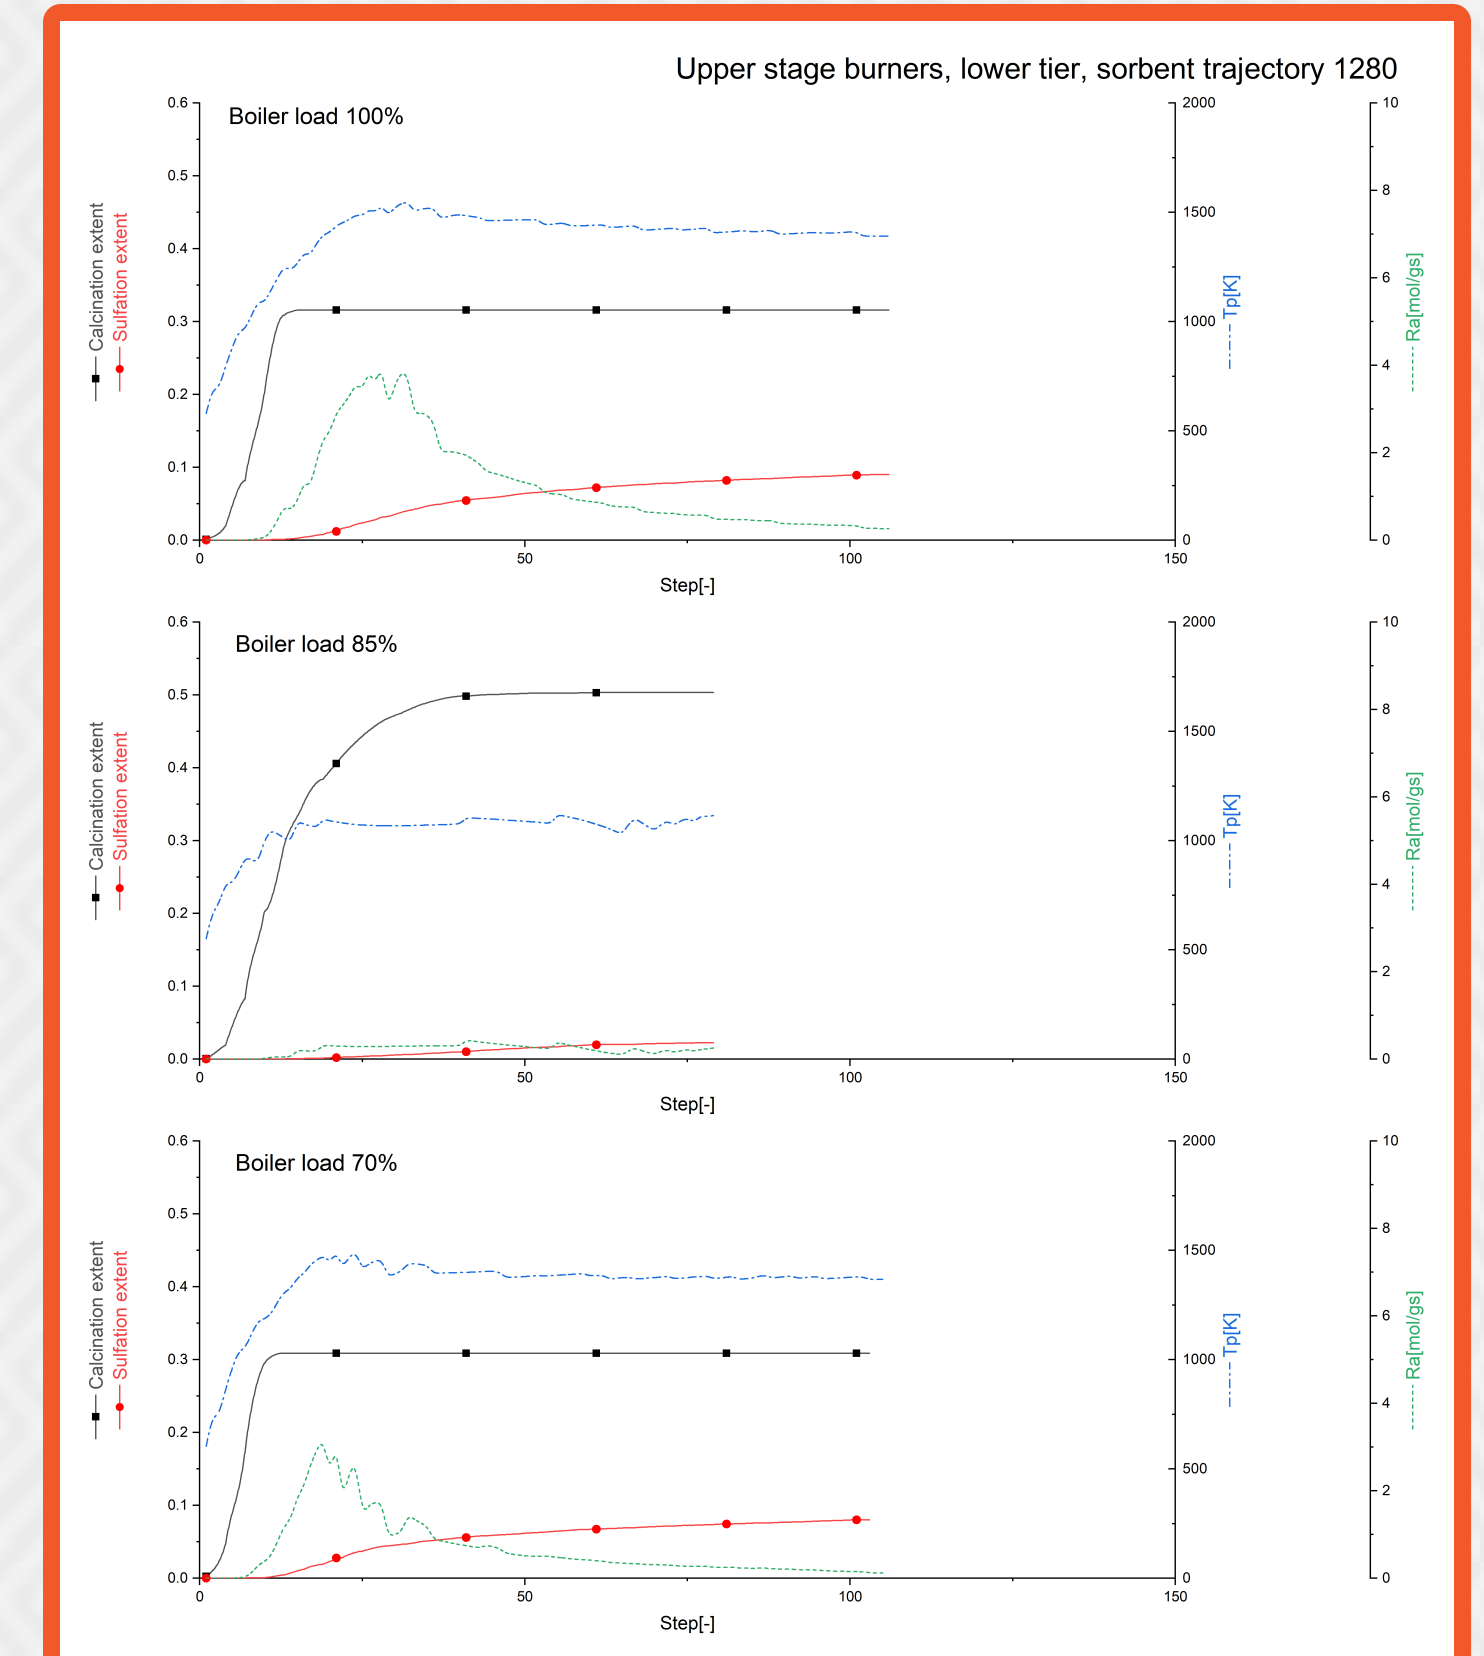 Upper stage burners, lower tier, sorbent trajectory 1280
Boiler load 100%
Calcination extent
Sulfation extent
0.6
0.5
0.4
0.3
0.2
0.1
0.0
0 50 100 150
Step[-]
2000
1500
1000
500
0
Tp[K]
10
8
6
4
2
0
Ra[mol/gs]
Boiler load 85%
Calcination extent
Sulfation extent
0.6
0.5
0.4
0.3
0.2
0.1
0.0
0 50 100 150
Step[-]
2000
1500
1000
500
0
Tp[K]
10
8
6
4
2
0
Ra[mol/gs]
Boiler load 70%
Calcination extent
Sulfation extent
0.6
0.5
0.4
0.3
0.2
0.1
0.0
0 50 100 150
Step[-]
2000
1500
1000
500
0
Tp[K]
10
8
6
4
2
0
Ra[mol/gs]